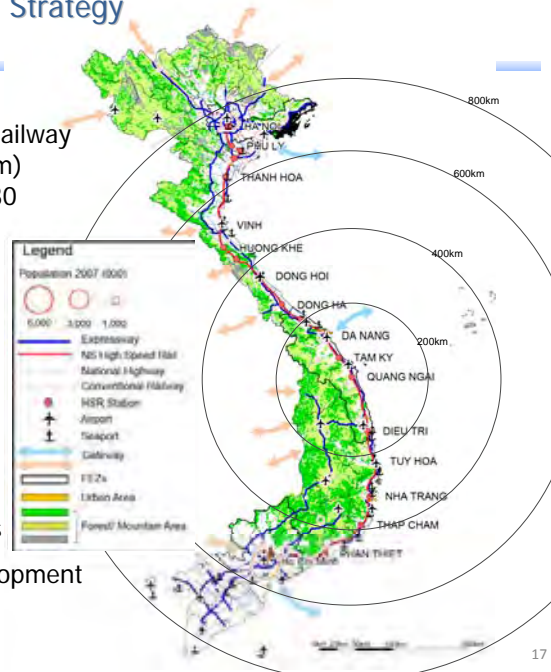 Strategy
800km
ailway
HA NOI
m)
PHU LY
600km
THANH HOA
30
VINH
Legend
HUONG KHE
400km
Population 2007 (000)
DONG HOI
6,000 3,000 1,000
DONG HA
Expressway
DA NANG
200km
NS High Speed Rail
TAM KY
National Highway
QUANG NGAI
Conventional Railway
HSR Station
Airport
Seaport
DIEU TRI
Gateway
TUY HOA
FEZs
Urban Area
NHA TRANG
Forest/ Mountain Area
THAP CHAM
s
PHAN THIET
opment
17